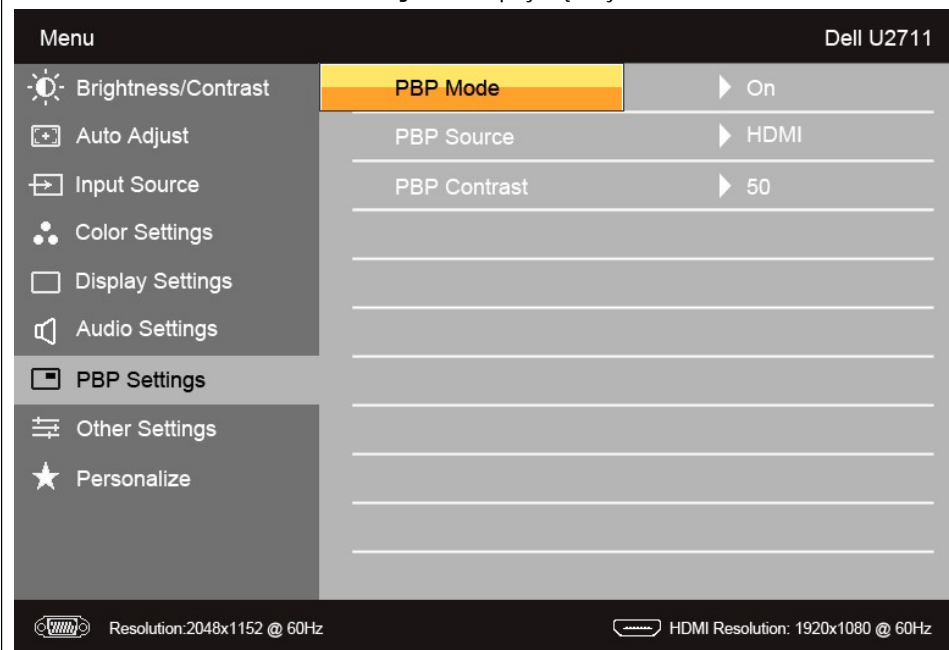 Menu Dell U2711
Brightness/Contrast PBP Mode On
Auto Adjust PBP Source HDMI
Input Source PBP Contrast 50
Color Settings
Display Settings
Audio Settings
PBP Settings
Other Settings
Personalize
Resolution:2048x1152 @ 60Hz HDMI Resolution: 1920x1080 @ 60Hz